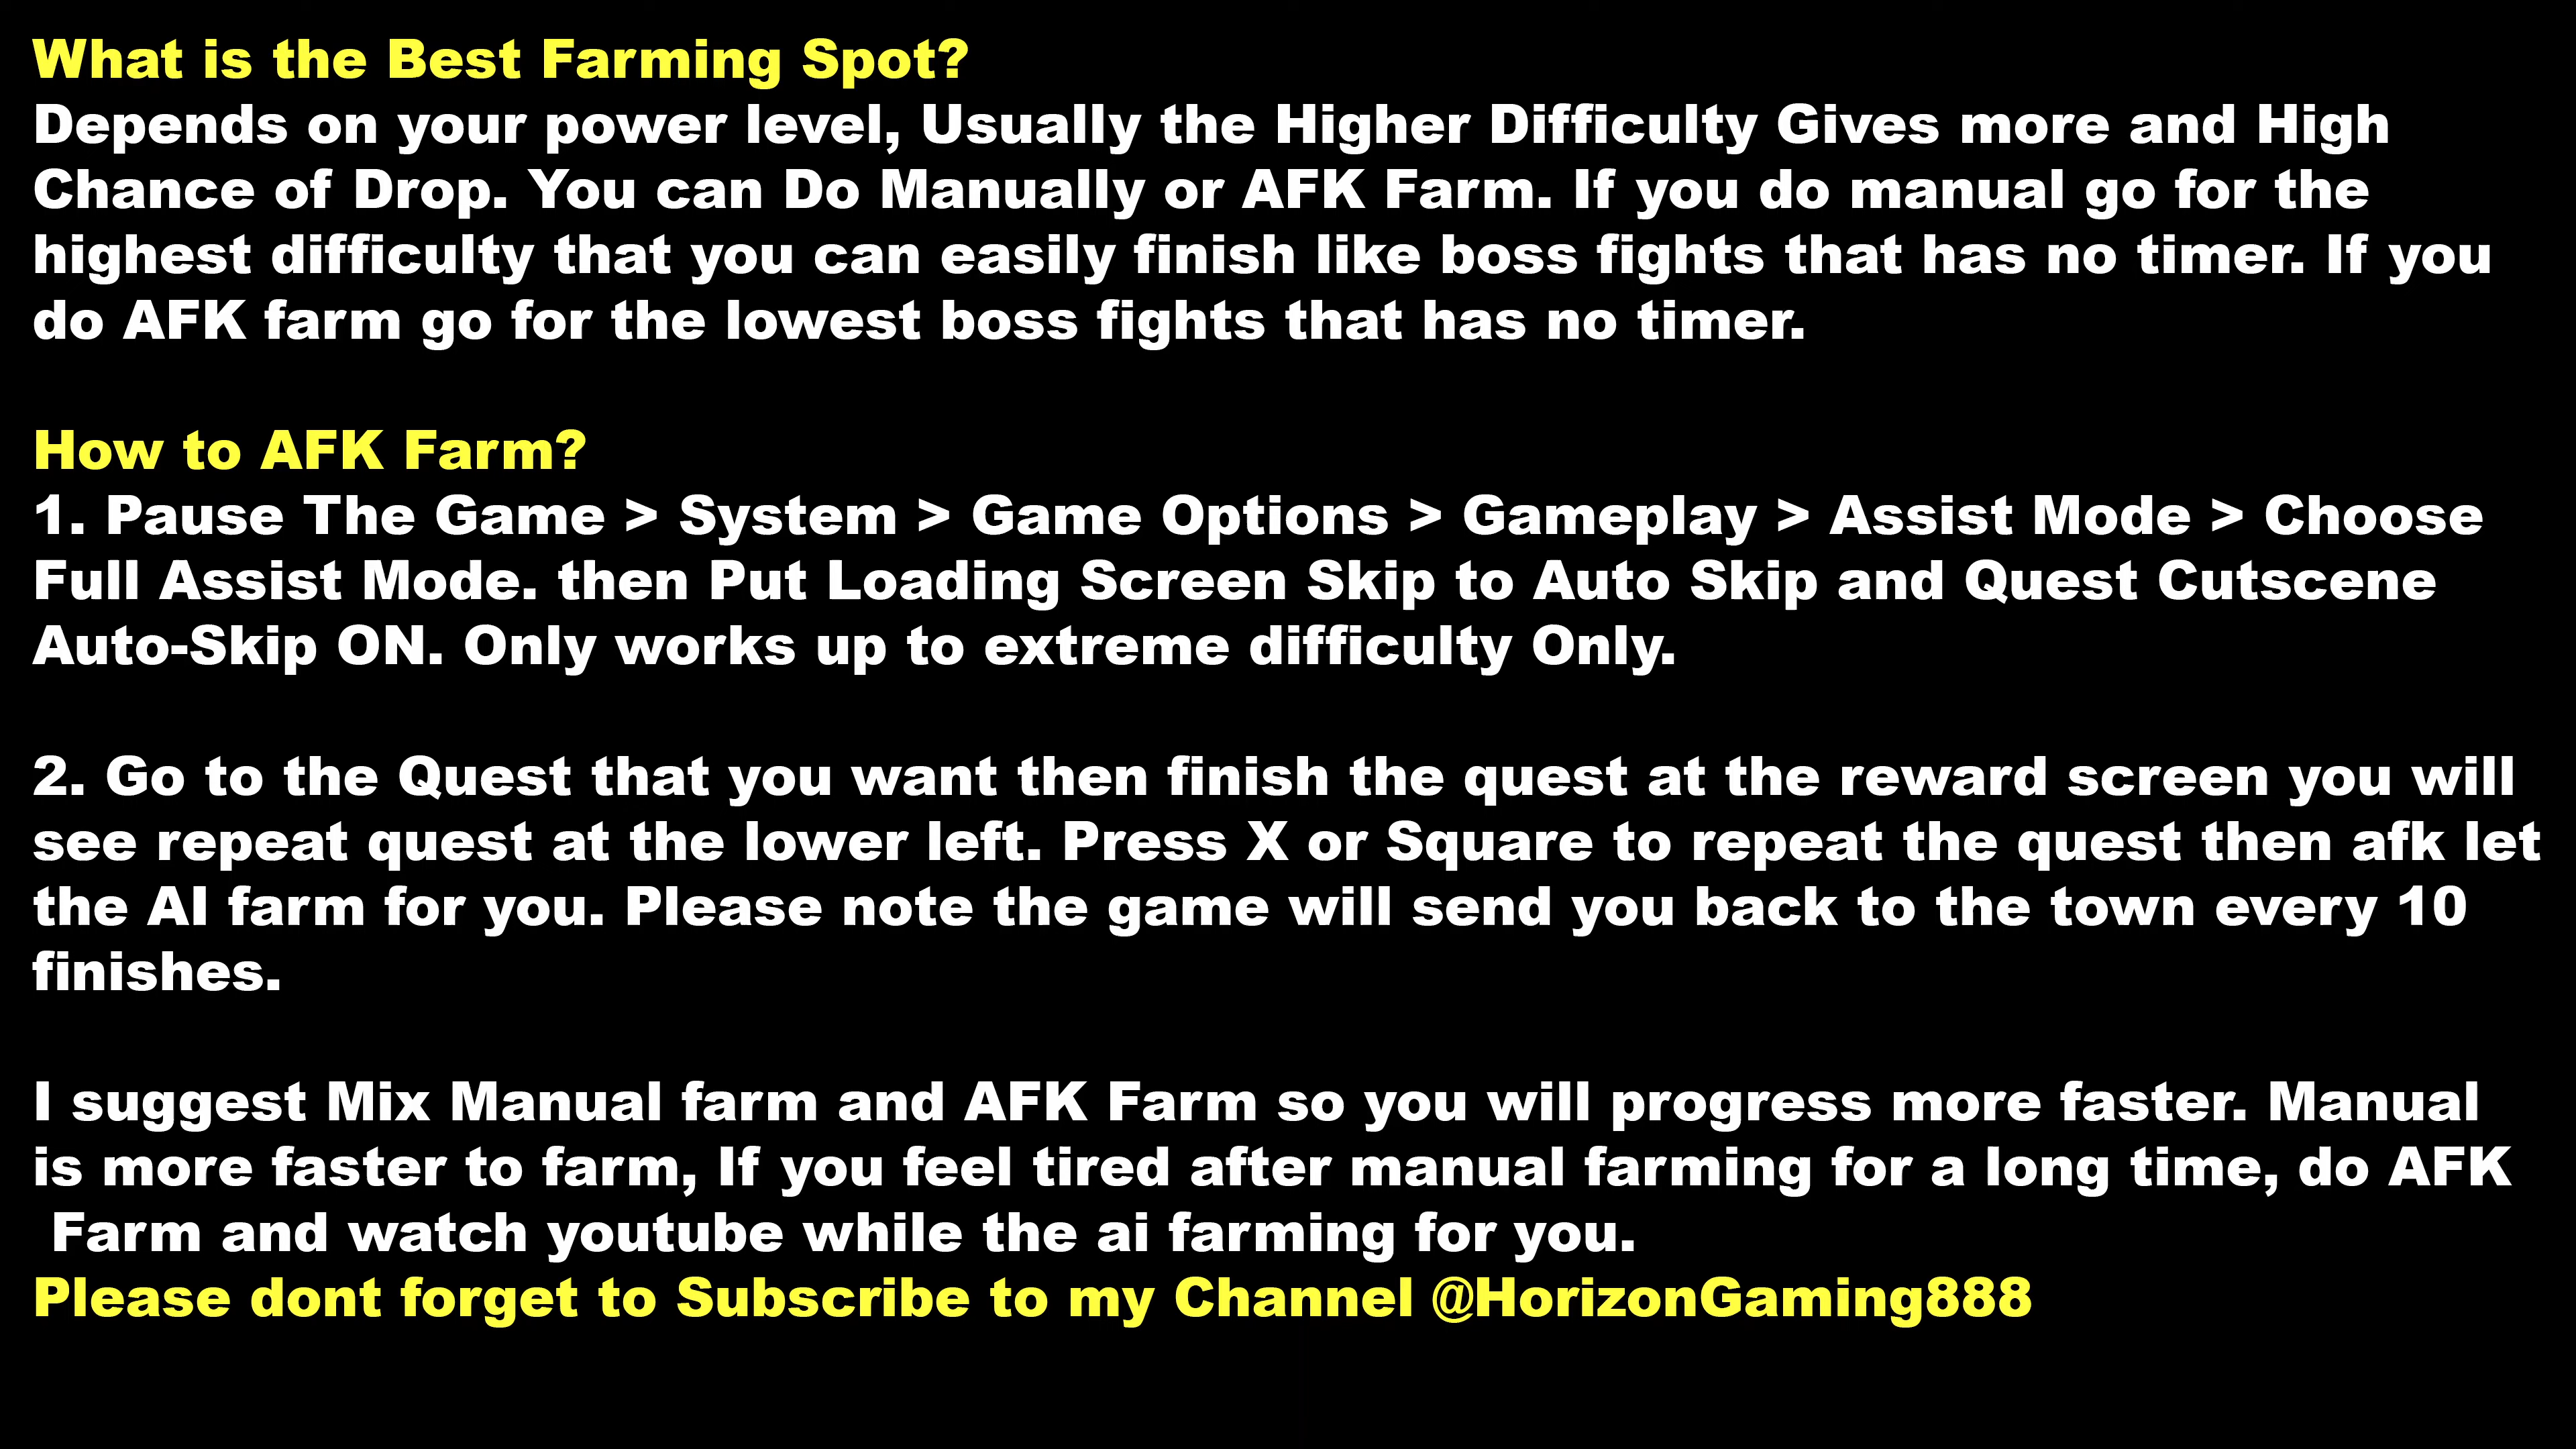 What is the Best Farming Spot?
Depends on your power level, Usually the Higher Difficulty Gives more and High
Chance of Drop. You can Do Manually or AFK Farm. If you do manual go for the
highest difficulty that you can easily finish like boss fights that has no timer. If you
do AFK farm go for the lowest boss fights that has no timer.
How to AFK Farm?
1. Pause The Game > System > Game Options > Gameplay > Assist Mode > Choose
Full Assist Mode. then Put Loading Screen Skip to Auto Skip and Quest Cutscene
Auto-Skip ON. Only works up to extreme difficulty Only.
2. Go to the Quest that you want then finish the quest at the reward screen you will
see repeat quest at the lower left. Press X or Square to repeat the quest then afk let
the AI farm for you. Please note the game will send you back to the town every 10
finishes.
I suggest Mix Manual farm and AFK Farm so you will progress more faster. Manual
is more faster to farm, If you feel tired after manual farming for a long time, do AFK
Farm and watch youtube while the ai farming for you.
Please dont forget to Subscribe to my Channel @HorizonGaming888